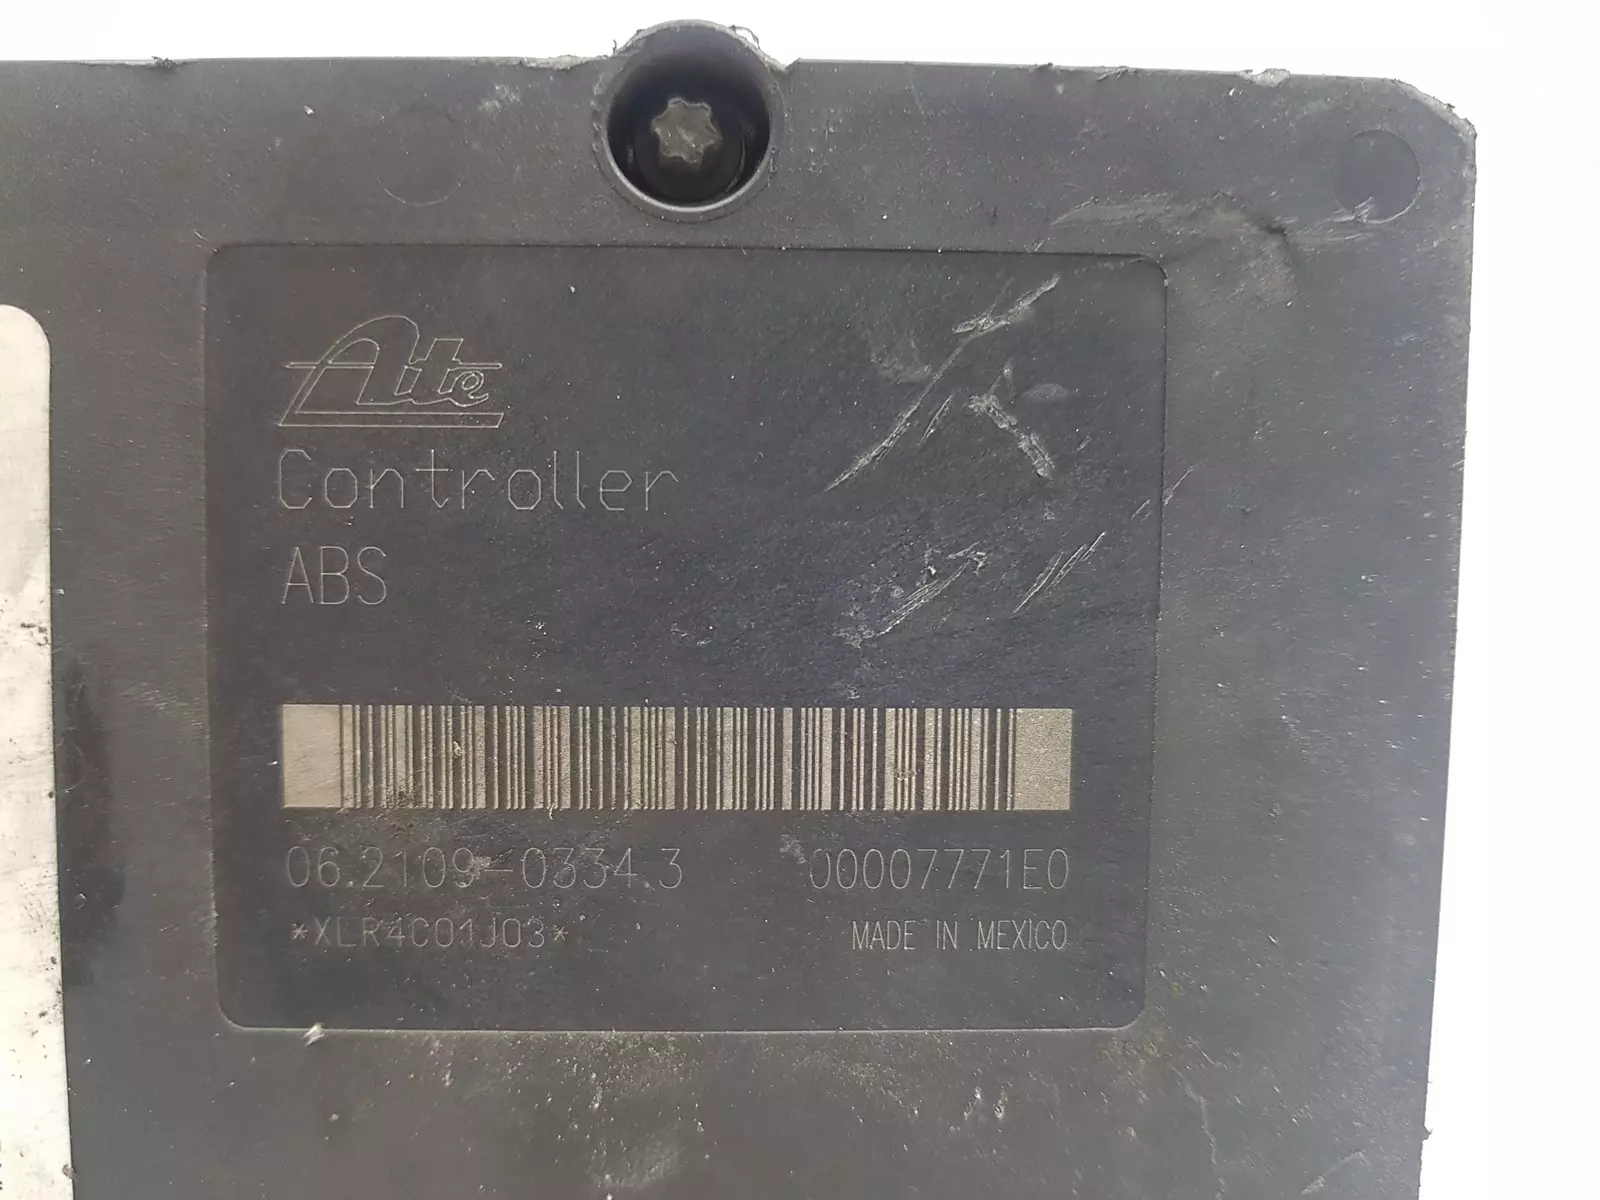 Ate
Controller
ABS
06.2109-0334.3 00007771E0
*XLR4C01J03* MADE IN MEXICO